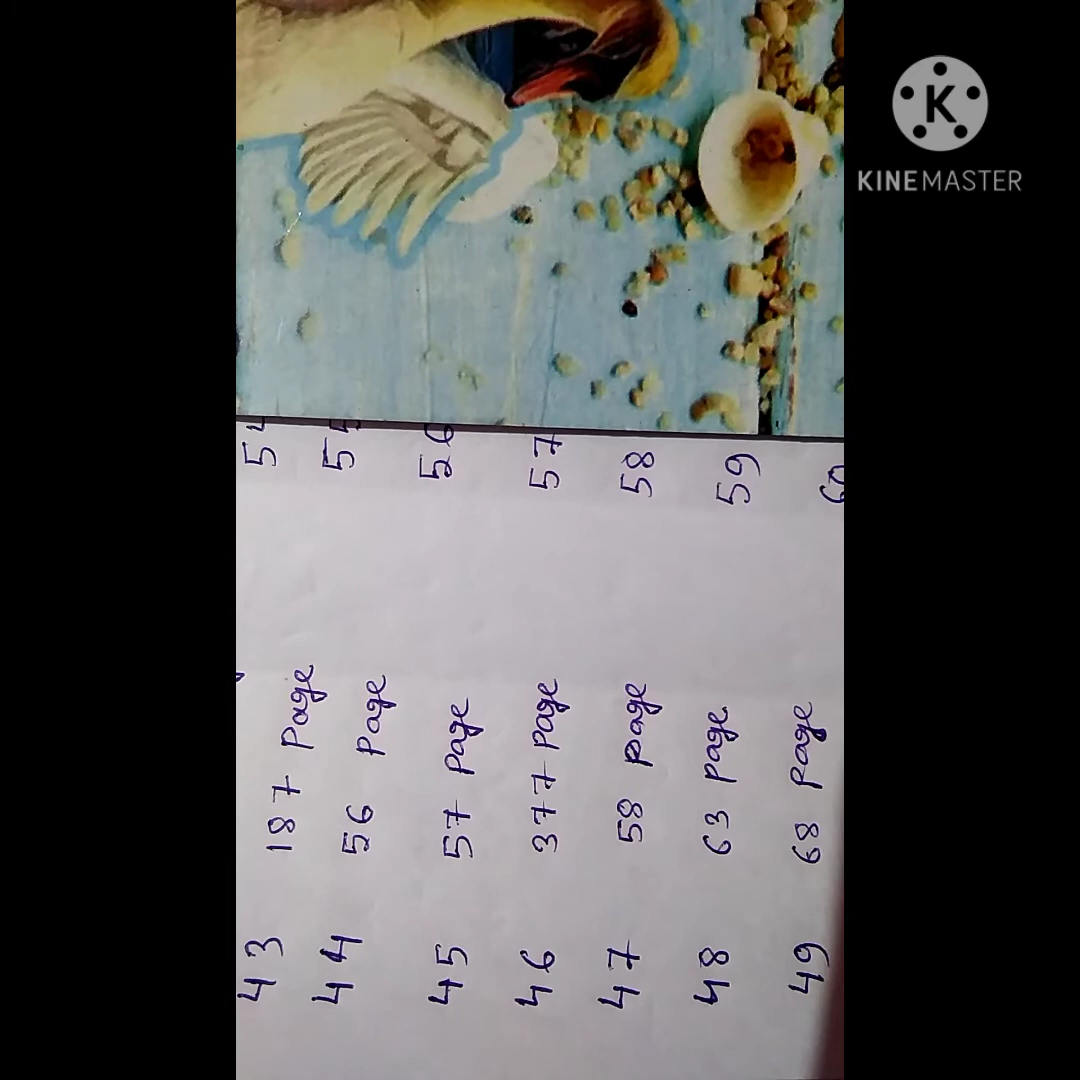 KINEMASTER
43 187 Page
44 56 Page
45 57 Page
46 377 Page
47 58 Page
48 63 Page
49 68 Page
56
57
58
59